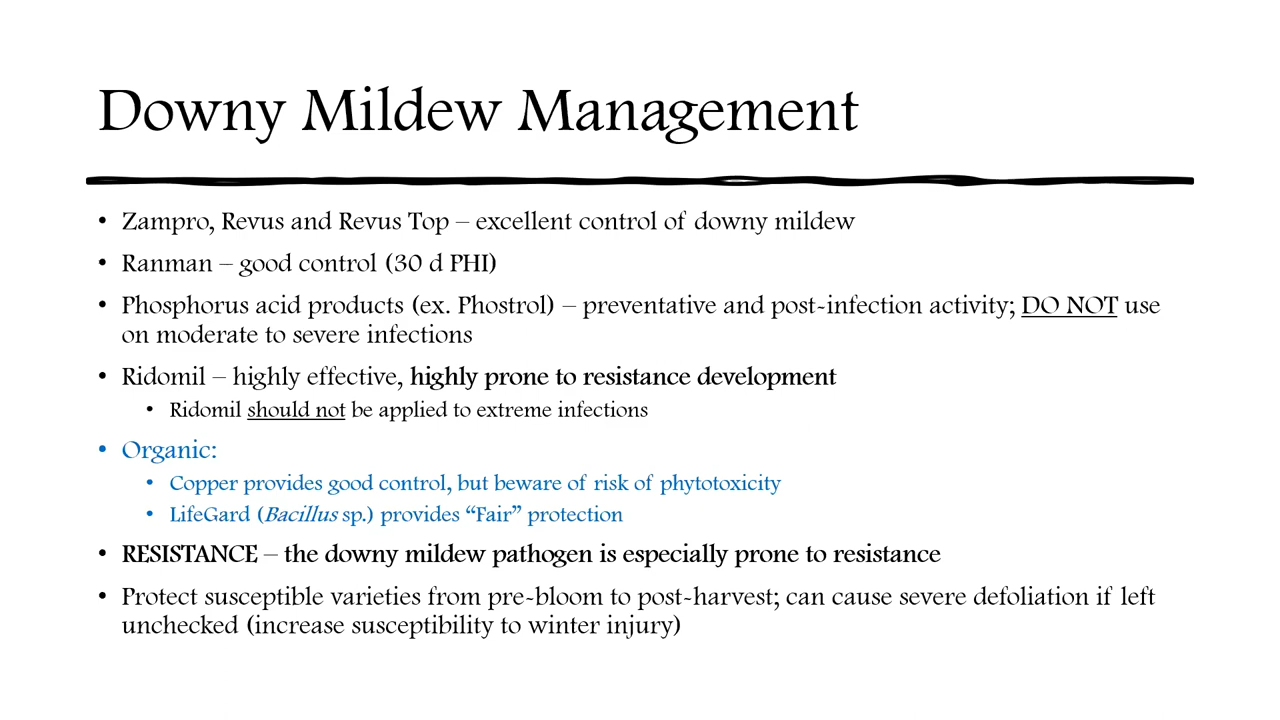 Downy Mildew Management
• Zampro, Revus and Revus Top – excellent control of downy mildew
• Ranman – good control (30 d PHI)
• Phosphorus acid products (ex. Phostrol) – preventative and post-infection activity; DO NOT use
on moderate to severe infections
• Ridomil – highly effective, highly prone to resistance development
• Ridomil should not be applied to extreme infections
• Organic:
• Copper provides good control, but beware of risk of phytotoxicity
• LifeGard (Bacillus sp.) provides “Fair” protection
• RESISTANCE – the downy mildew pathogen is especially prone to resistance
• Protect susceptible varieties from pre-bloom to post-harvest; can cause severe defoliation if left
unchecked (increase susceptibility to winter injury)